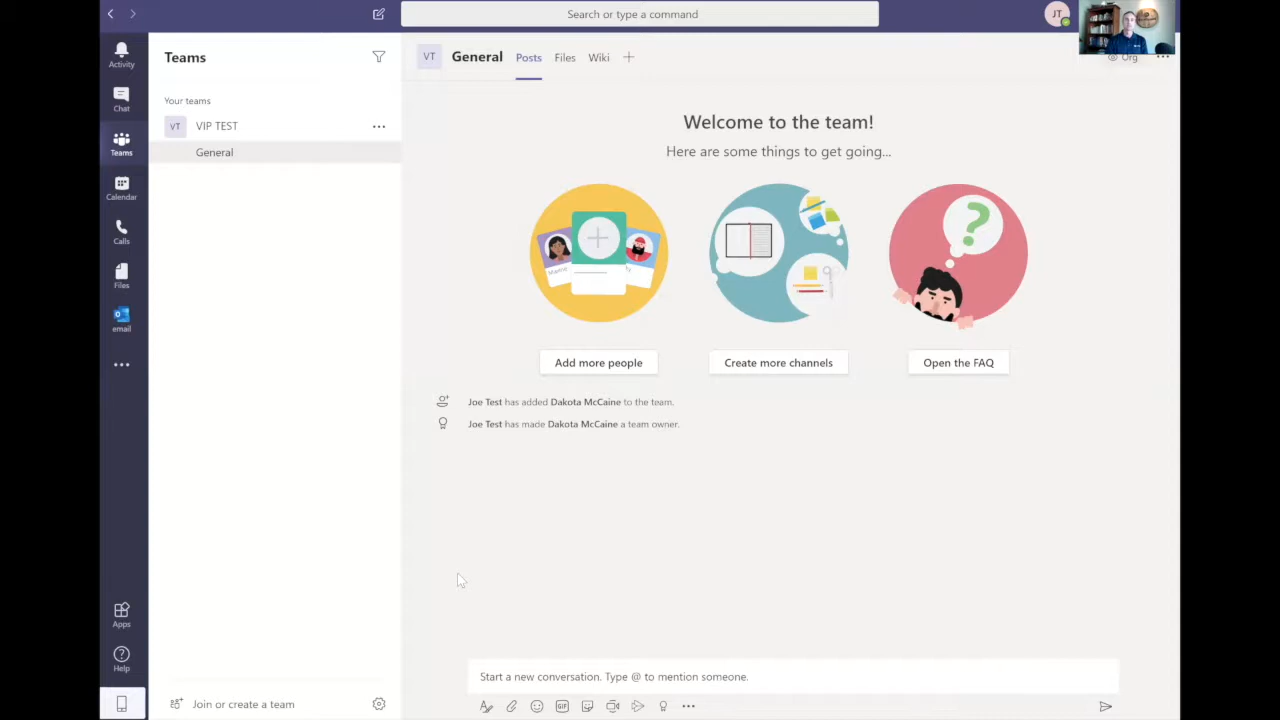 Search or type a command
JT
Activity
Chat
Teams
Calendar
Calls
Files
email
Apps
Help
Teams
Your teams
VT VIP TEST
General
Join or create a team
VT General Posts Files Wiki
Org
Welcome to the team!
Here are some things to get going...
Name
Add more people
Create more channels
Open the FAQ
Joe Test has added Dakota McCaine to the team.
Joe Test has made Dakota McCaine a team owner.
Start a new conversation. Type @ to mention someone.
GIF